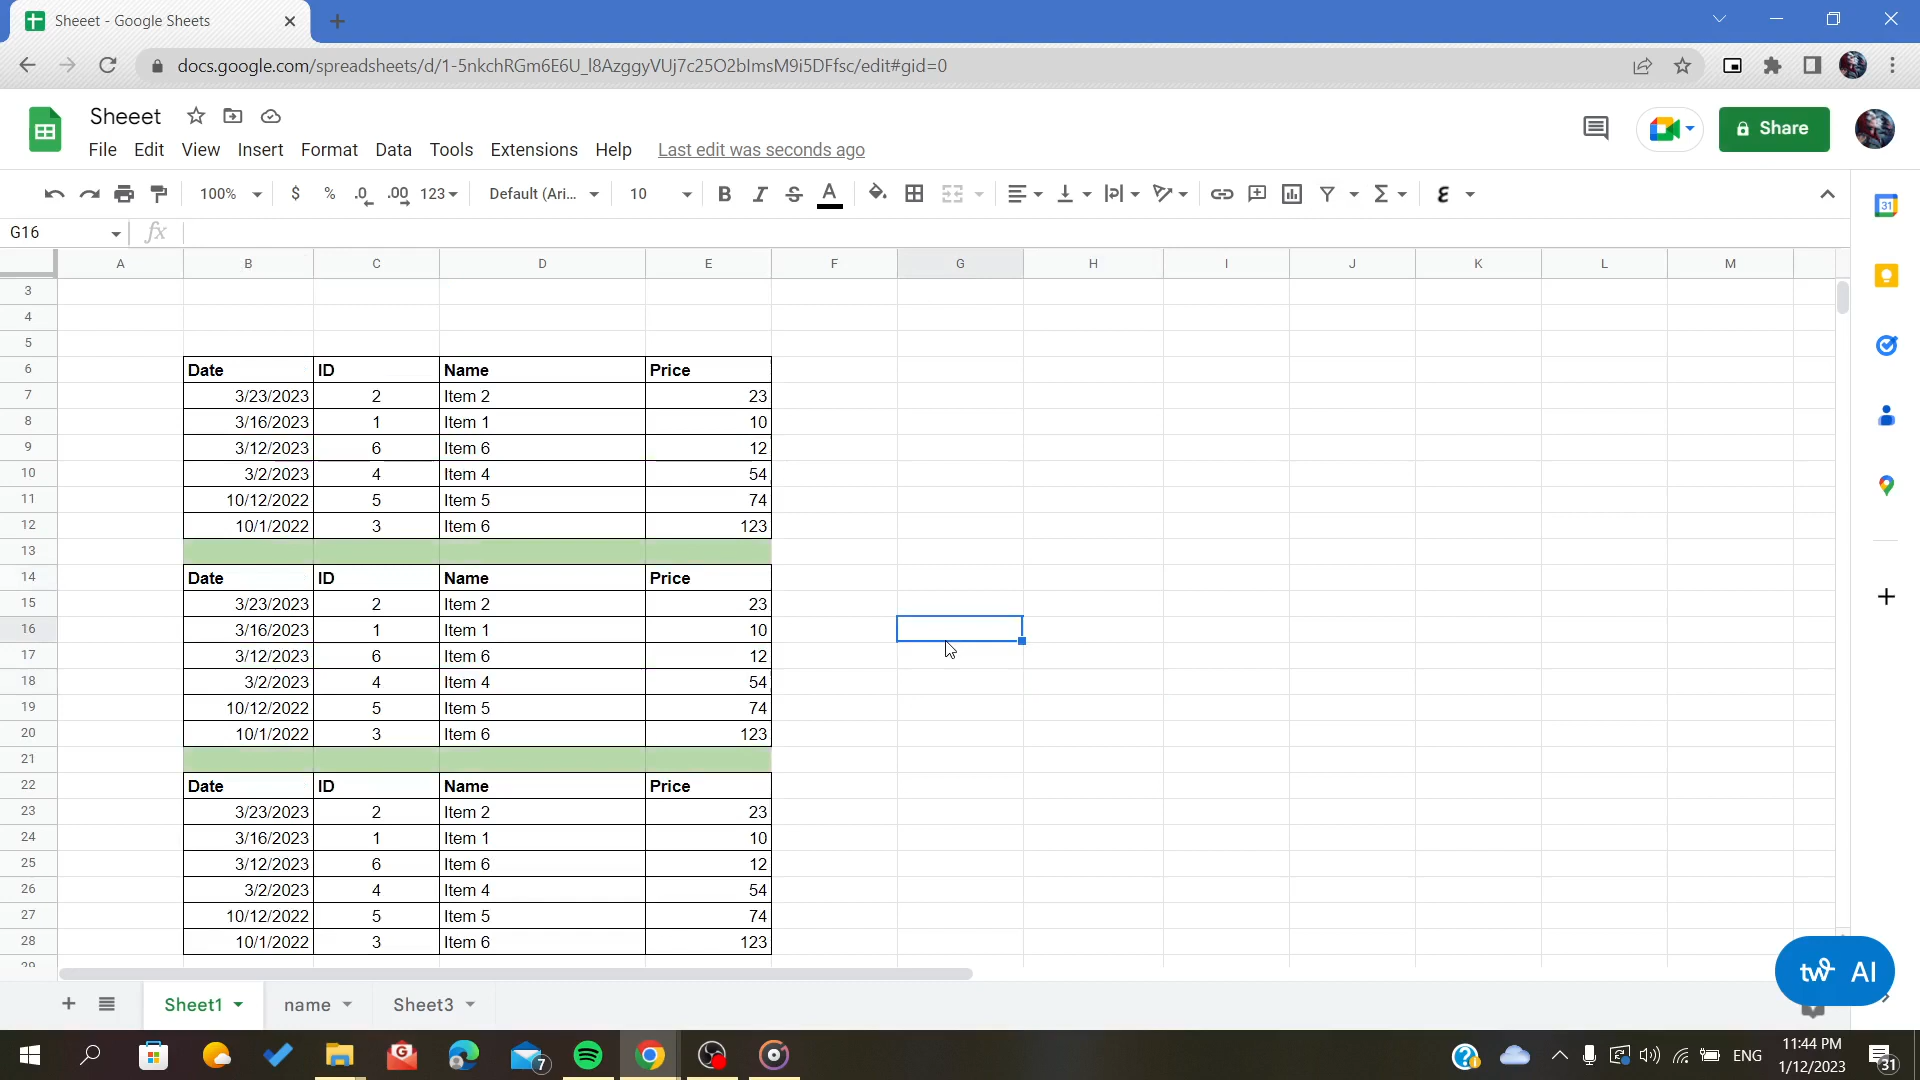 Sheeet - Google Sheets
docs.google.com/spreadsheets/d/1-5nkchRGm6E6U_l8AzggyVUj7c25O2bImsM9i5DFfsc/edit#gid=0
Sheeet
File Edit View Insert Format Data Tools Extensions Help Last edit was seconds ago
Share
100% $ % .0 .00 123 Default (Ari... 10 B I S A
G16 fx
A B C D E F G H I J K L M
3
4
5
6 Date ID Name Price
7 3/23/2023 2 Item 2 23
8 3/16/2023 1 Item 1 10
9 3/12/2023 6 Item 6 12
10 3/2/2023 4 Item 4 54
11 10/12/2022 5 Item 5 74
12 10/1/2022 3 Item 6 123
13
14 Date ID Name Price
15 3/23/2023 2 Item 2 23
16 3/16/2023 1 Item 1 10
17 3/12/2023 6 Item 6 12
18 3/2/2023 4 Item 4 54
19 10/12/2022 5 Item 5 74
20 10/1/2022 3 Item 6 123
21
22 Date ID Name Price
23 3/23/2023 2 Item 2 23
24 3/16/2023 1 Item 1 10
25 3/12/2023 6 Item 6 12
26 3/2/2023 4 Item 4 54
27 10/12/2022 5 Item 5 74
28 10/1/2022 3 Item 6 123
29
31
tw AI
Sheet1 name Sheet3
7
ENG
11:44 PM
1/12/2023
31